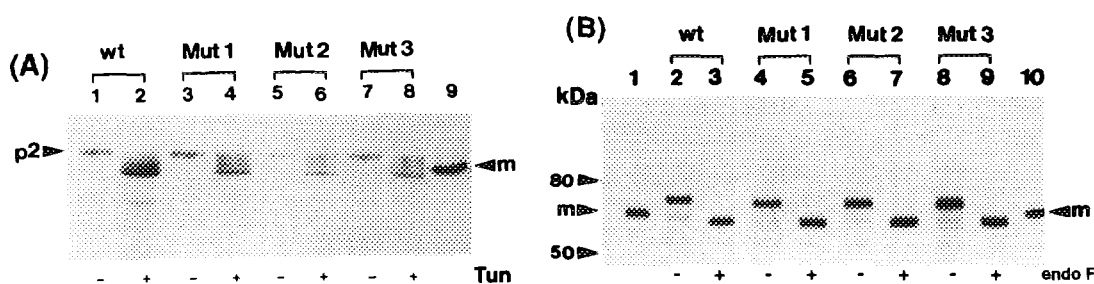 (A)
wt Mut 1 Mut 2 Mut 3
1 2 3 4 5 6 7 8 9
p2
m
- + - + - + - + Tun
(B)
wt Mut 1 Mut 2 Mut 3
1 2 3 4 5 6 7 8 9 10
kDa
80
m
m
50
- + - + - + - + endo F